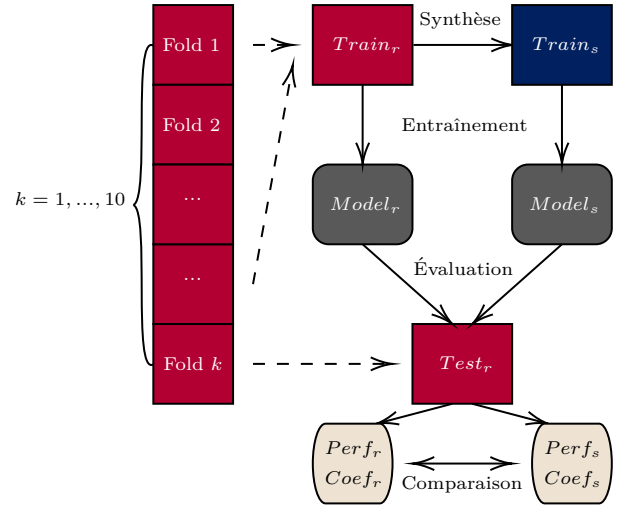 Fold 1
Train_r
Synthèse
Train_s
Fold 2
Entraînement
k = 1, ..., 10
...
Model_r
Model_s
...
Évaluation
Fold k
Test_r
Perf_r
Coef_r
Comparaison
Perf_s
Coef_s